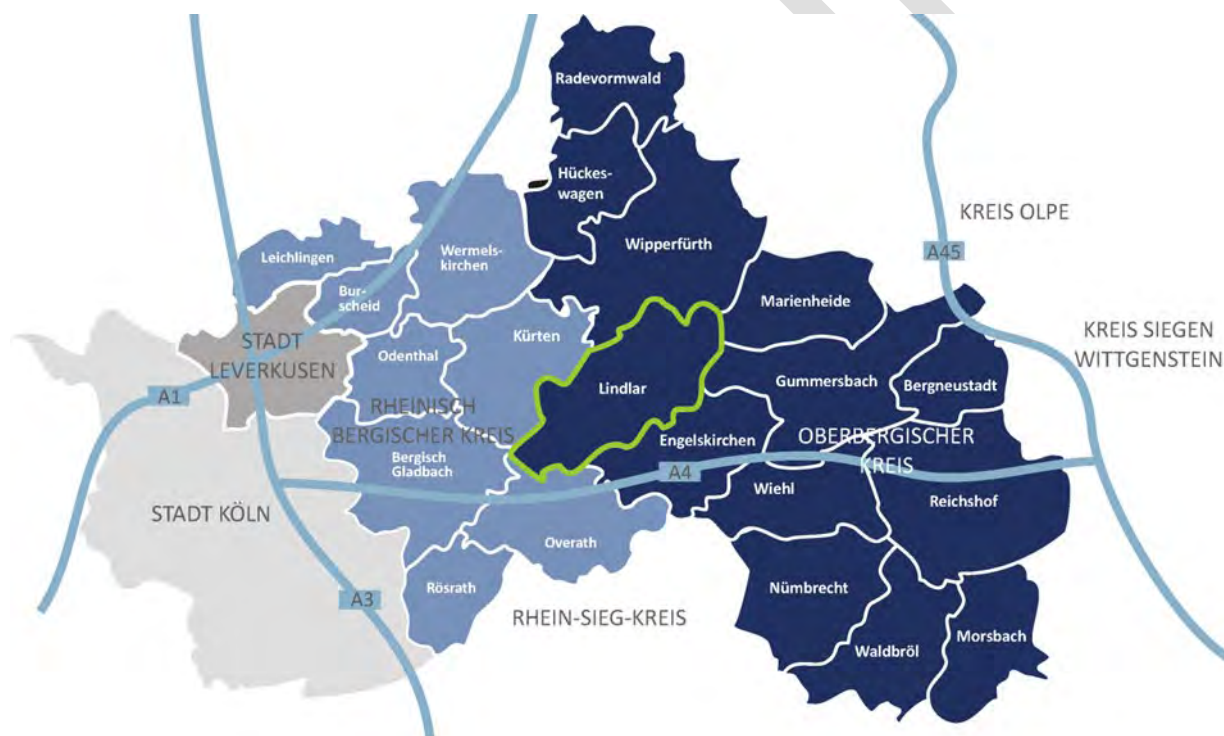 Radevormwald
Hückes-
wagen
KREIS OLPE
Wipperfürth
A45
Leichlingen
Wermels-
kirchen
Bur-
scheid
Marienheide
KREIS SIEGEN
WITTGENSTEIN
STADT
LEVERKUSEN
Kürten
Odenthal
Lindlar
Gummersbach
Bergneustadt
A1
RHEINISCH
BERGISCHER KREIS
Engelskirchen
OBERBERGISCHER
KREIS
Bergisch
Gladbach
A4
Wiehl
Reichshof
STADT KÖLN
Overath
Rösrath
Nümbrecht
A3
RHEIN-SIEG-KREIS
Morsbach
Waldbröl